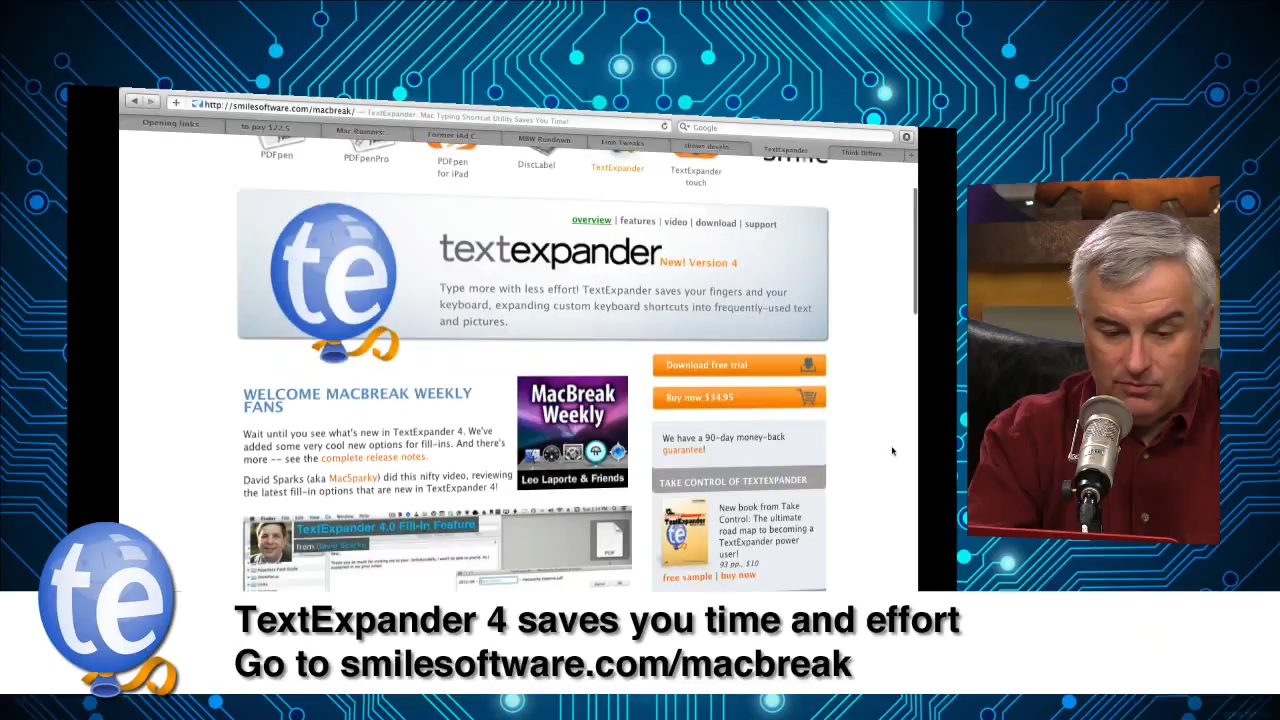 http://smilesoftware.com/macbreak/ — TextExpander. Mac Typing Shortcut Utility Saves You Time!
Google
Opening links
to pay $22.5
Mac Rumors:
Former iAd C...
MBW Rundown
Lion Tweaks
shows develo
TextExpander
Think Differe
PDFpen
PDFpenPro
PDFpen
for iPad
DiscLabel
TextExpander
TextExpander
touch
overview | features | video | download | support
te
textexpander New! Version 4
Type more with less effort! TextExpander saves your fingers and your
keyboard, expanding custom keyboard shortcuts into frequently-used text
and pictures.
Download free trial
Buy now $34.95
WELCOME MACBREAK WEEKLY
FANS
Wait until you see what's new in TextExpander 4. We've
added some very cool new options for fill-ins. And there's
more -- see the complete release notes.
David Sparks (aka MacSparky) did this nifty video, reviewing
the latest fill-in options that are new in TextExpander 4!
MacBreak
Weekly
Leo Laporte & Friends
We have a 90-day money-back
guarantee!
TAKE CONTROL OF TEXTEXPANDER
New book from Take
Control: The ultimate
road map to becoming a
TextExpander power
user!
93 pp., $10
free sample | buy now
TextExpander 4.0 Fill-In Feature
from David Sparks
PDF
te
TextExpander 4 saves you time and effort
Go to smilesoftware.com/macbreak